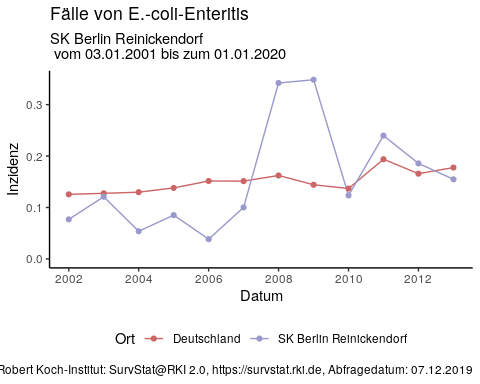 Fälle von E.-coli-Enteritis
SK Berlin Reinickendorf
vom 03.01.2001 bis zum 01.01.2020
Inzidenz
0.3
0.2
0.1
0.0
2002 2004 2006 2008 2010 2012
Datum
Ort Deutschland SK Berlin Reinickendorf
Robert Koch-Institut: SurvStat@RKI 2.0, https://survstat.rki.de, Abfragedatum: 07.12.2019